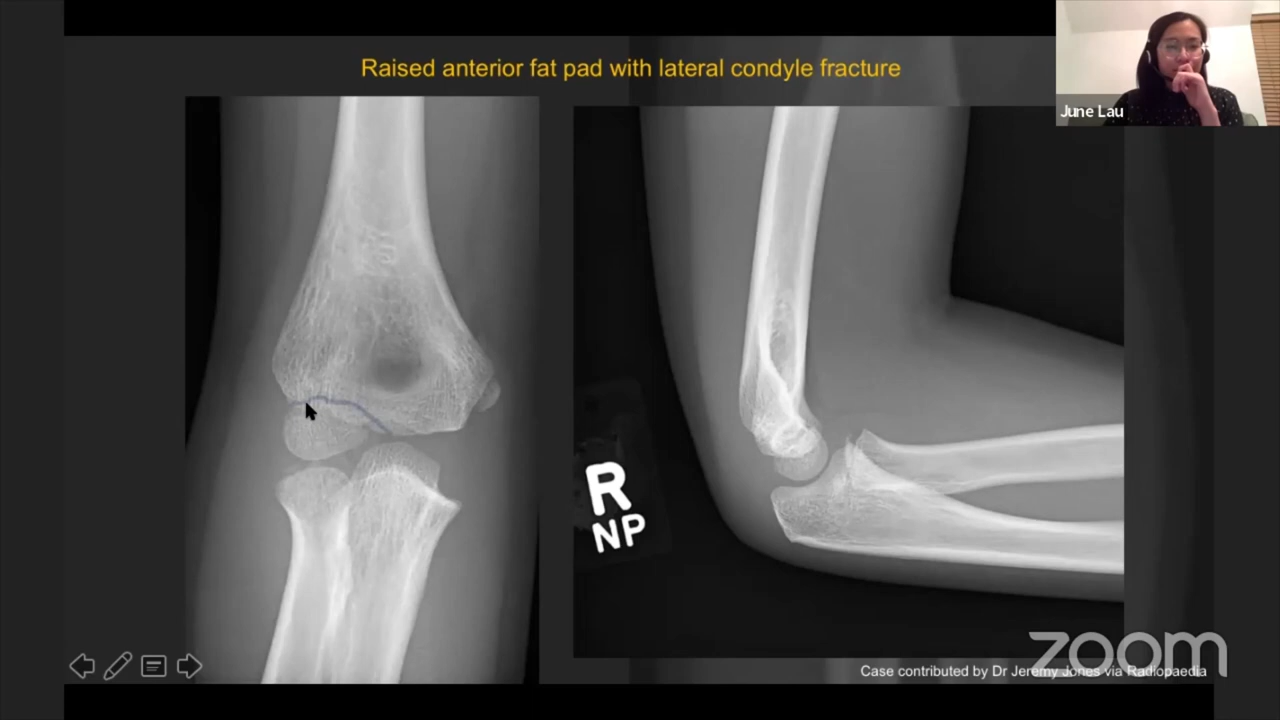 Raised anterior fat pad with lateral condyle fracture
June Lau
R
NP
zoom
Case contributed by Dr Jeremy Jones via Radiopaedia